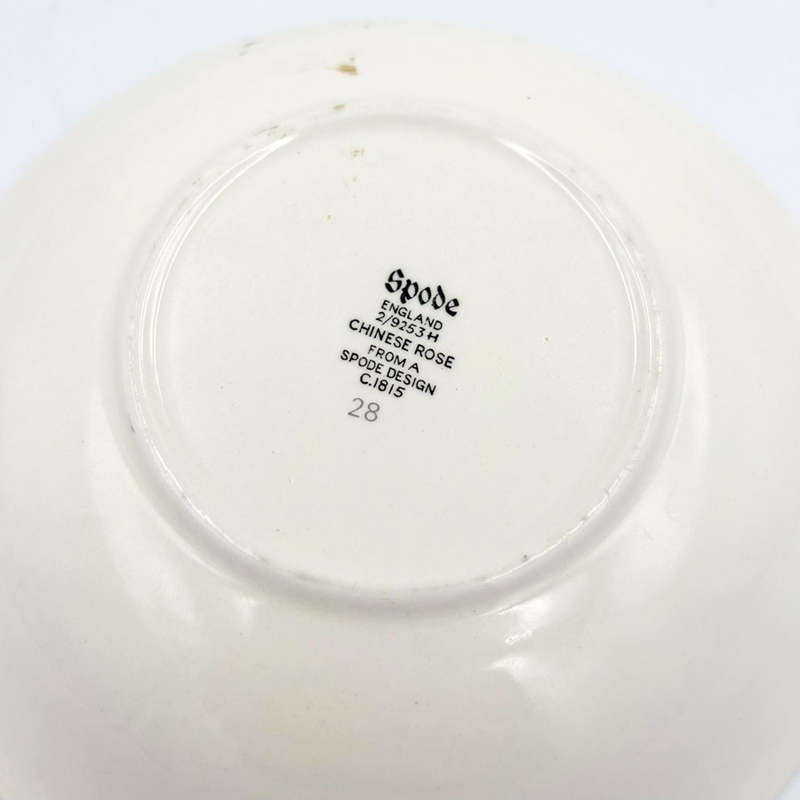 Spode
ENGLAND
2/9253 H
CHINESE ROSE
FROM A
SPODE DESIGN
C.1815
28